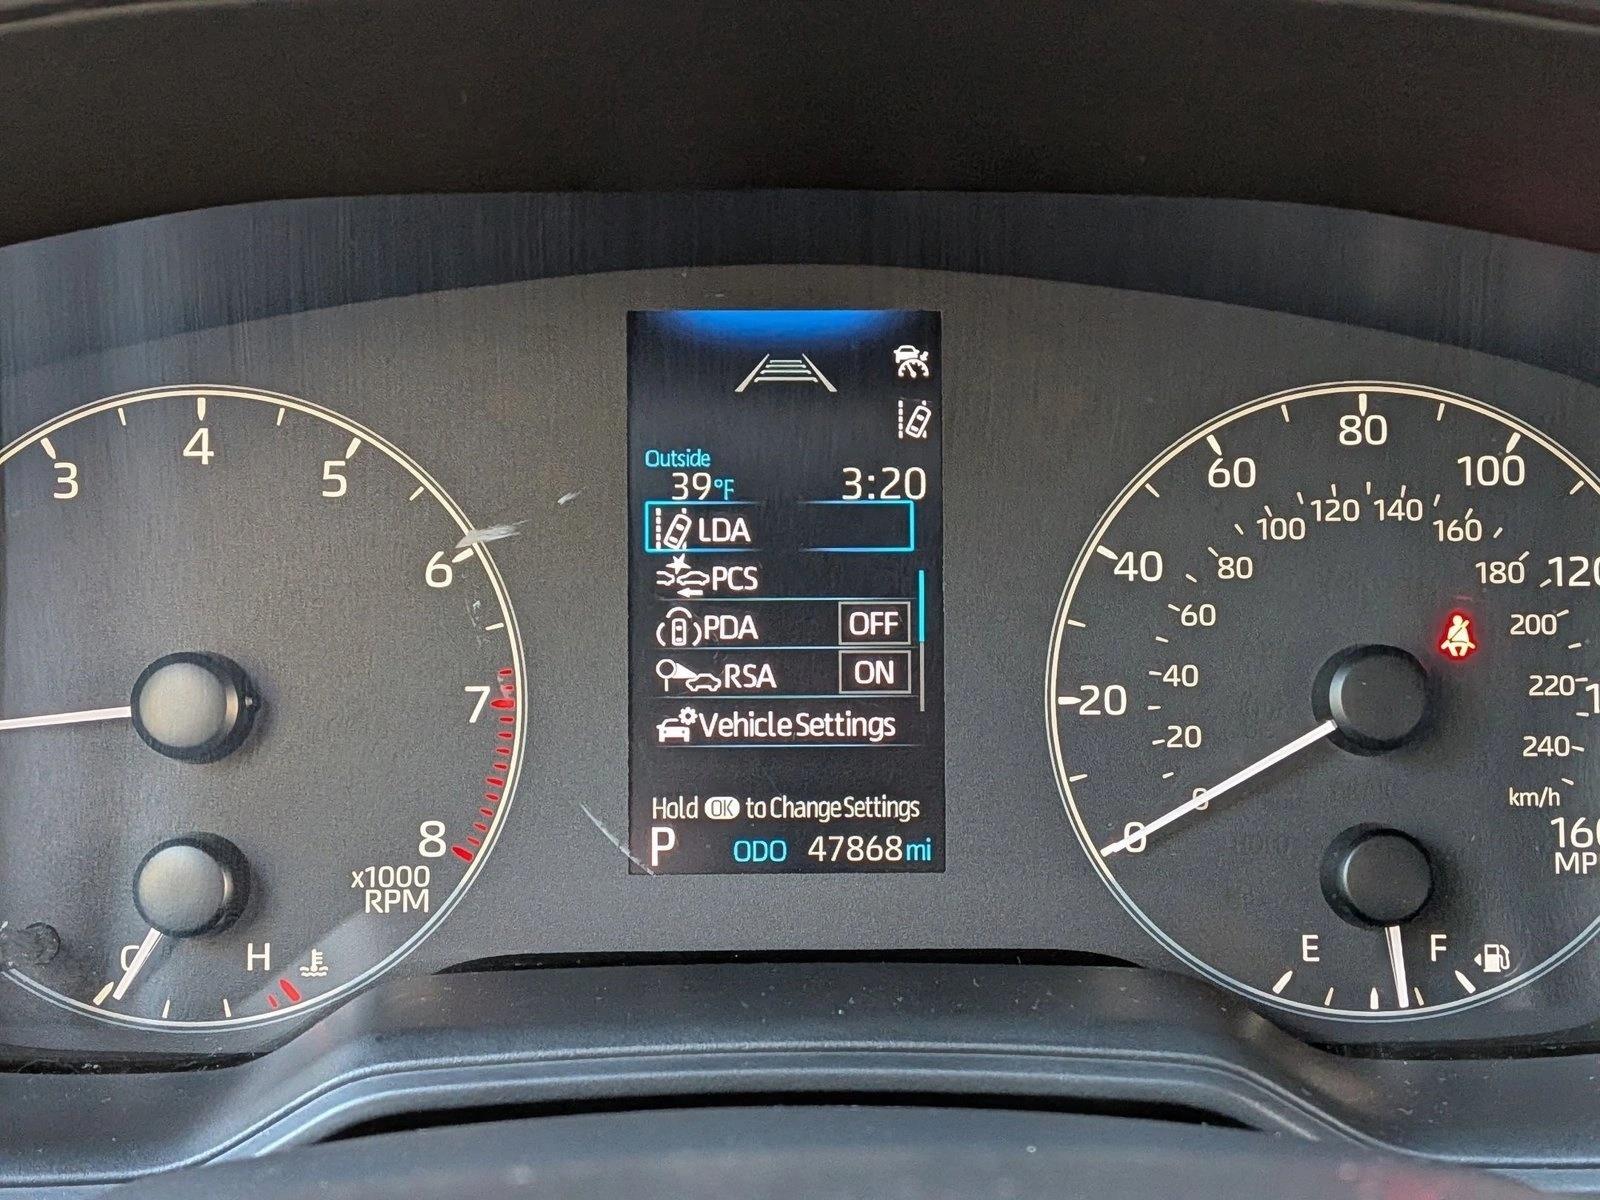 3
4
5
6
7
8
x1000
RPM
H
Outside
39°F
3:20
LDA
PCS
PDA OFF
RSA ON
Vehicle Settings
Hold OK to Change Settings
P ODO 47868 mi
0
20
40
60
80
100
120
160
0
20
40
60
80
100
120
140
160
180
200
220
240
km/h
E
F